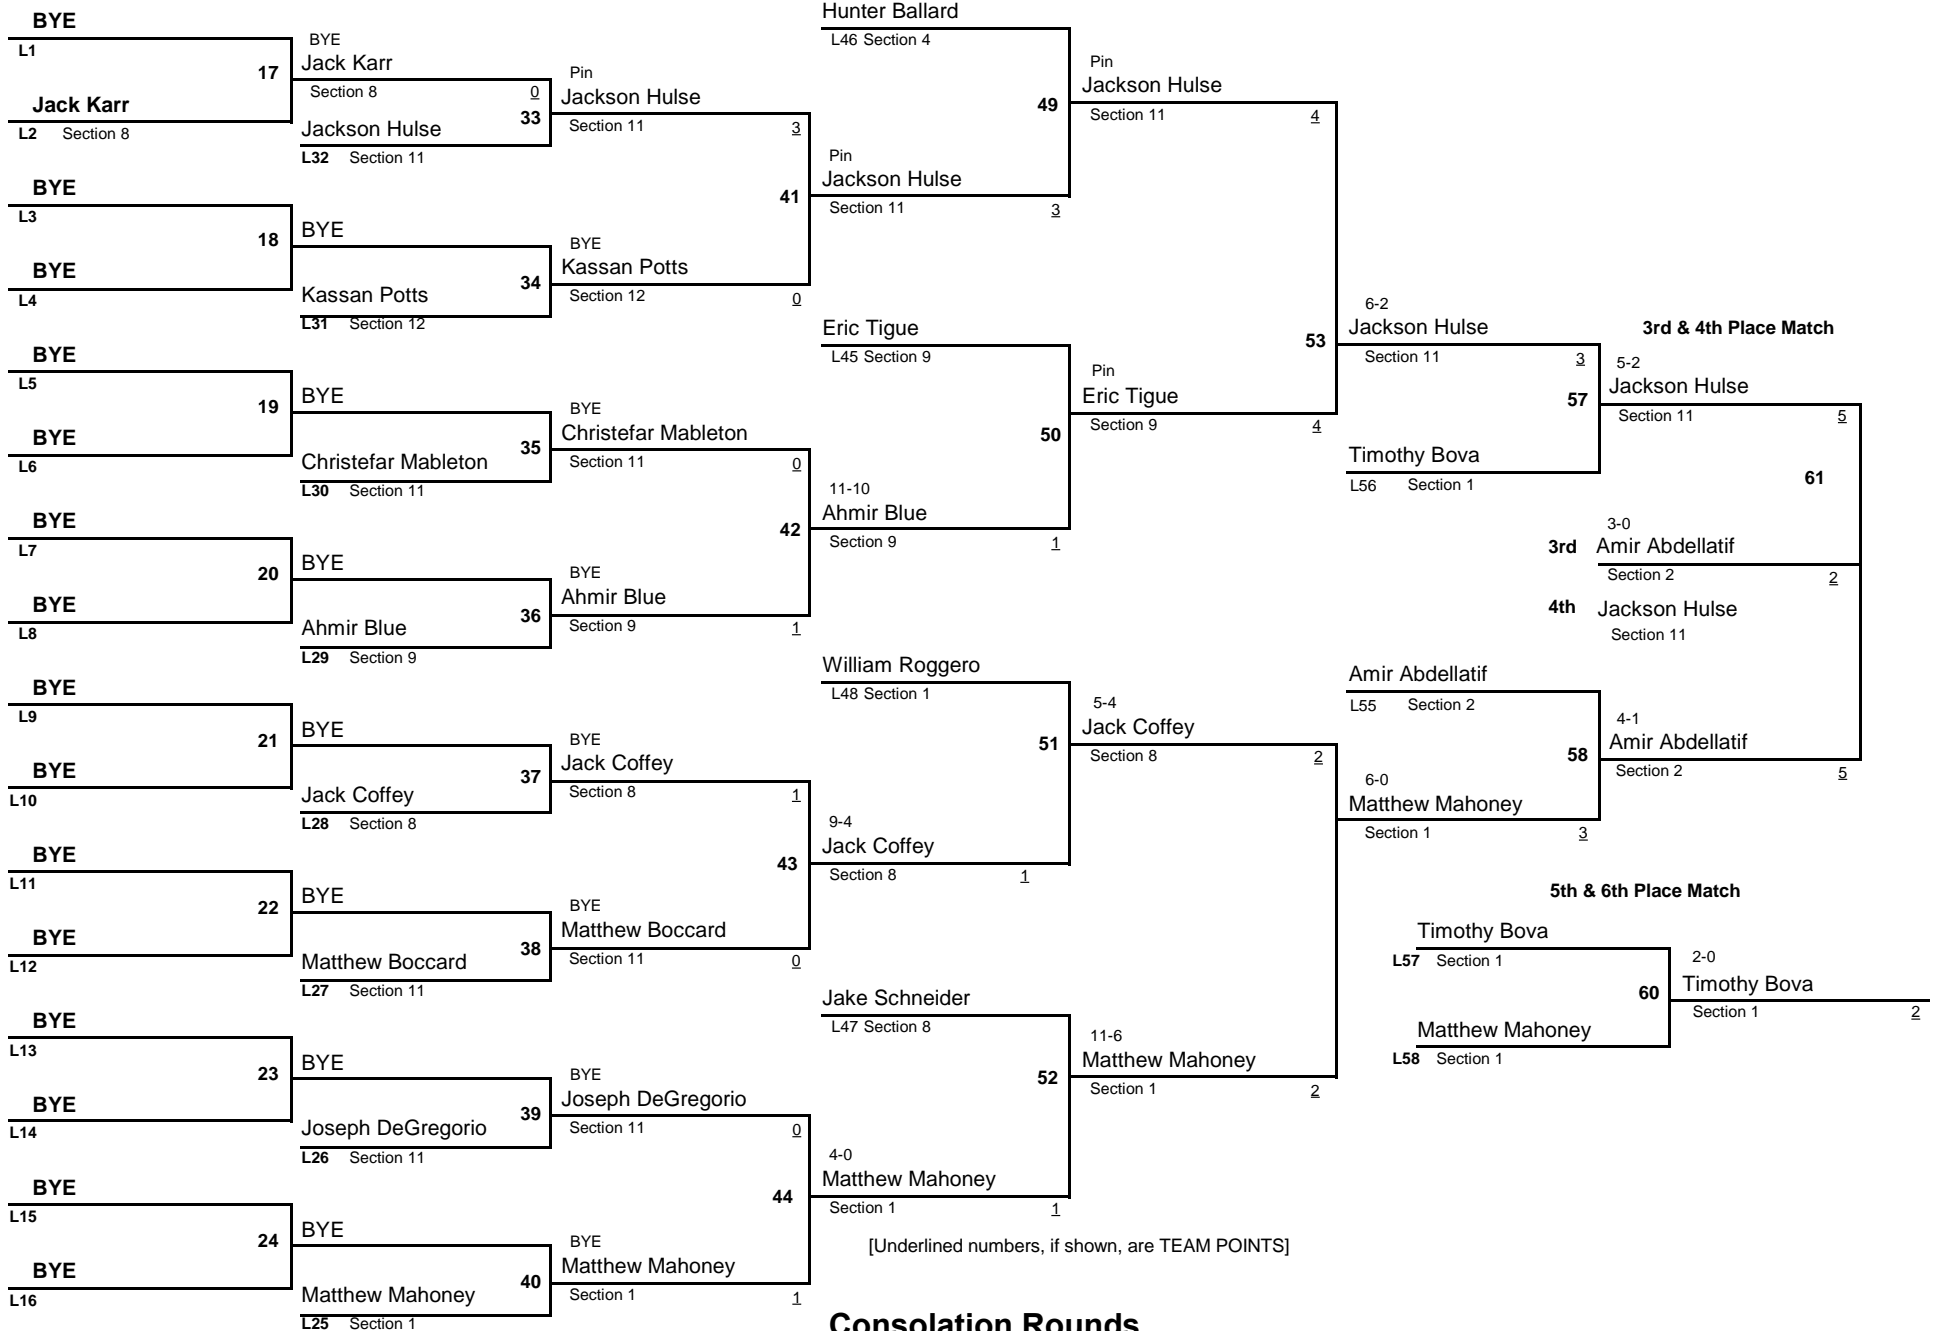 BYE
L1
17
Jack Karr
L2 Section 8
BYE
L3
18
BYE
L4
BYE
L5
19
BYE
L6
BYE
L7
20
BYE
L8
BYE
L9
21
BYE
L10
BYE
L11
22
BYE
L12
BYE
L13
23
BYE
L14
BYE
L15
24
BYE
L16
BYE
Jack Karr
Section 8 0
33
Jackson Hulse
L32 Section 11
BYE
34
Kassan Potts
L31 Section 12
BYE
35
Christefar Mableton
L30 Section 11
BYE
36
Ahmir Blue
L29 Section 9
BYE
37
Jack Coffey
L28 Section 8
BYE
38
Matthew Boccard
L27 Section 11
BYE
39
Joseph DeGregorio
L26 Section 11
BYE
40
Matthew Mahoney
L25 Section 1
Pin
Jackson Hulse
Section 11 3
41
BYE
Kassan Potts
Section 12 0
BYE
Christefar Mableton
Section 11 0
42
BYE
Ahmir Blue
Section 9 1
BYE
Jack Coffey
Section 8 1
43
BYE
Matthew Boccard
Section 11 0
BYE
Joseph DeGregorio
Section 11 0
44
BYE
Matthew Mahoney
Section 1 1
Hunter Ballard
L46 Section 4
49
Pin
Jackson Hulse
Section 11 3
Eric Tigue
L45 Section 9
50
11-10
Ahmir Blue
Section 9 1
William Roggero
L48 Section 1
51
9-4
Jack Coffey
Section 8 1
Jake Schneider
L47 Section 8
52
4-0
Matthew Mahoney
Section 1 1
[Underlined numbers, if shown, are TEAM POINTS]
Consolation Rounds
Pin
Jackson Hulse
Section 11 4
53
Pin
Eric Tigue
Section 9 4
5-4
Jack Coffey
Section 8 2
11-6
Matthew Mahoney
Section 1 2
6-2
Jackson Hulse
Section 11 3
57
Timothy Bova
L56 Section 1
Amir Abdellatif
L55 Section 2
58
6-0
Matthew Mahoney
Section 1 3
3rd & 4th Place Match
5-2
Jackson Hulse
Section 11 5
61
3-0
3rd Amir Abdellatif
Section 2 2
4th Jackson Hulse
Section 11
4-1
Amir Abdellatif
Section 2 5
5th & 6th Place Match
Timothy Bova
L57 Section 1
60
Matthew Mahoney
L58 Section 1
2-0
Timothy Bova
Section 1 2